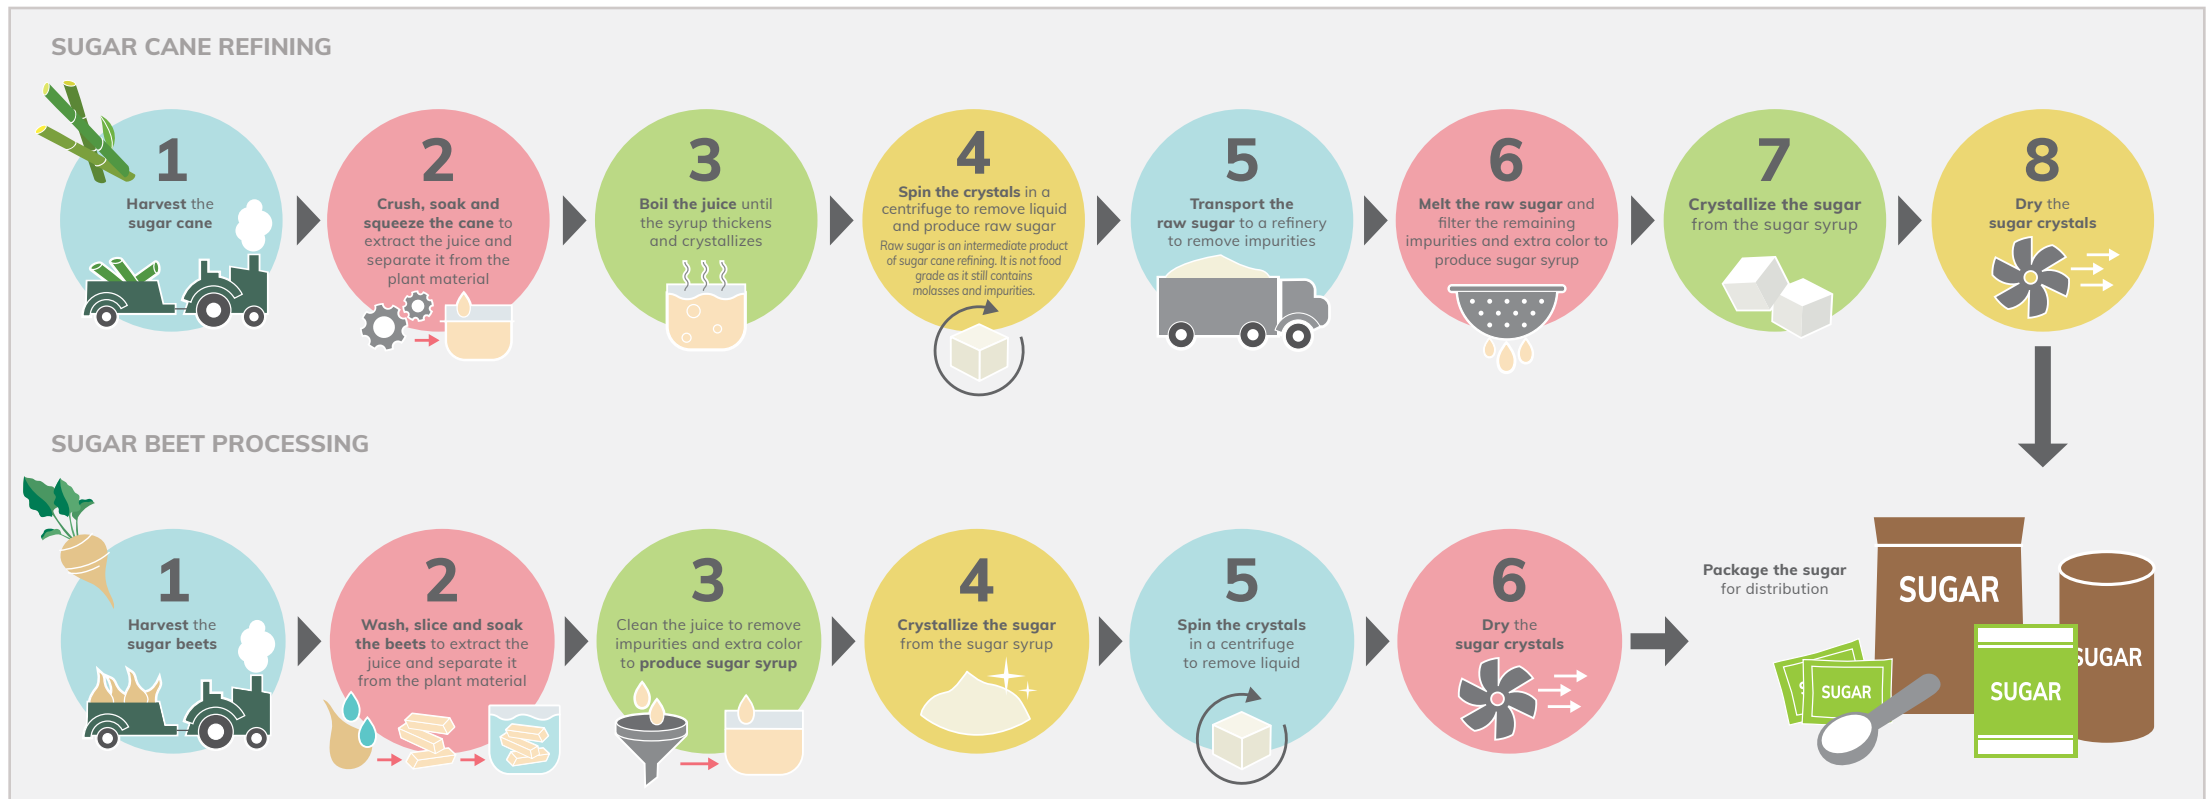 SUGAR CANE REFINING
1
Harvest the
sugar cane
2
Crush, soak and
squeeze the cane to
extract the juice and
separate it from the
plant material
3
Boil the juice until
the syrup thickens
and crystallizes
4
Spin the crystals in a
centrifuge to remove liquid
and produce raw sugar
Raw sugar is an intermediate product
of sugar cane refining. It is not food
grade as it still contains
molasses and impurities.
5
Transport the
raw sugar to a refinery
to remove impurities
6
Melt the raw sugar and
filter the remaining
impurities and extra color to
produce sugar syrup
7
Crystallize the sugar
from the sugar syrup
8
Dry the
sugar crystals
SUGAR BEET PROCESSING
1
Harvest the
sugar beets
2
Wash, slice and soak
the beets to extract the
juice and separate it
from the plant material
3
Clean the juice to remove
impurities and extra color
to produce sugar syrup
4
Crystallize the sugar
from the sugar syrup
5
Spin the crystals
in a centrifuge
to remove liquid
6
Dry the
sugar crystals
Package the sugar
for distribution
SUGAR
SUGAR
SUGAR
SUGAR